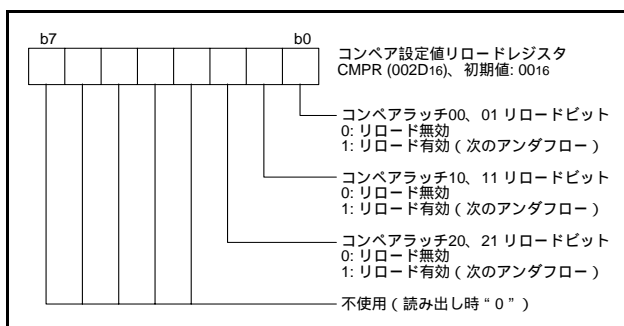 b7 b0
コンペア設定値リロードレジスタ
CMPR (002D16)、初期値: 0016
コンペアラッチ00、01 リロードビット
0: リロード無効
1: リロード有効 ( 次のアンダフロー )
コンペアラッチ10、11 リロードビット
0: リロード無効
1: リロード有効 ( 次のアンダフロー )
コンペアラッチ20、21 リロードビット
0: リロード無効
1: リロード有効 ( 次のアンダフロー )
不使用 ( 読み出し時 “ 0 ” )